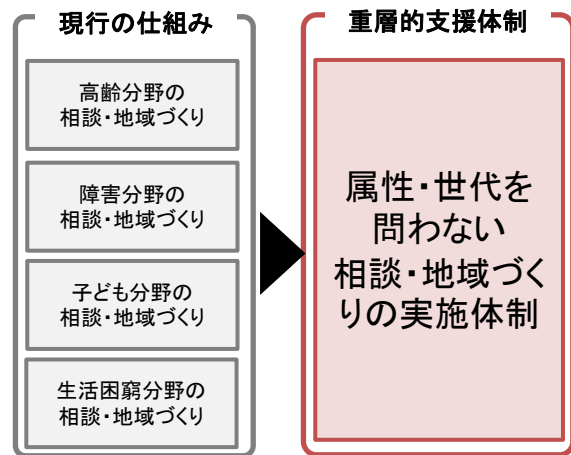 現行の仕組み
高齢分野の
相談・地域づくり
障害分野の
相談・地域づくり
子ども分野の
相談・地域づくり
生活困窮分野の
相談・地域づくり
重層的支援体制
属性・世代を
問わない
相談・地域づく
りの実施体制